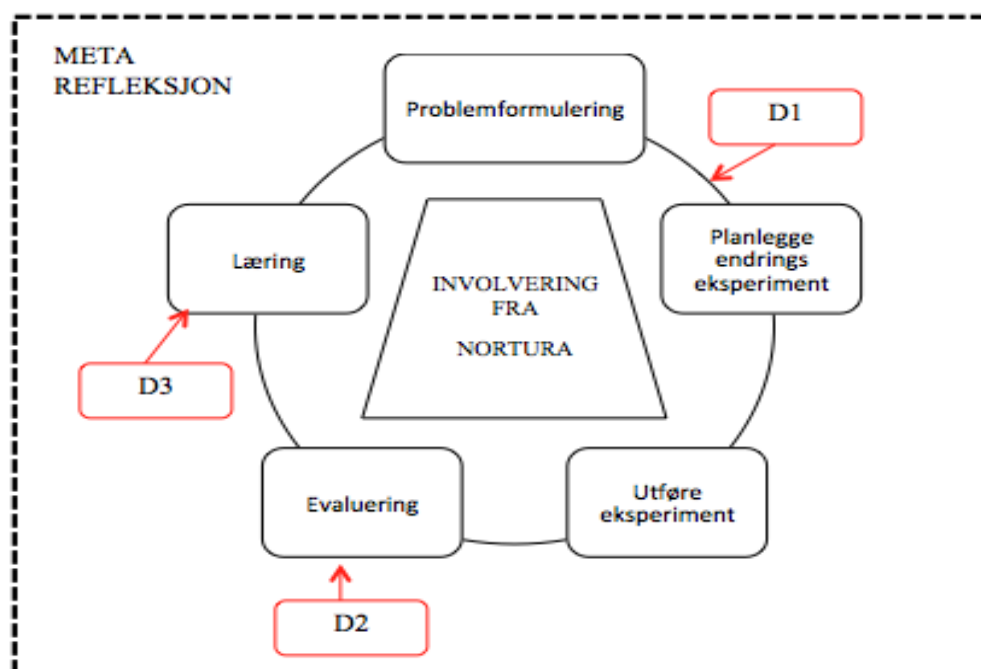 META
REFLEKSJON
Problemformulering
D1
Læring
Planlegge
endrings
eksperiment
INVOLVERING
FRA
NORTURA
D3
Evaluering
Utføre
eksperiment
D2